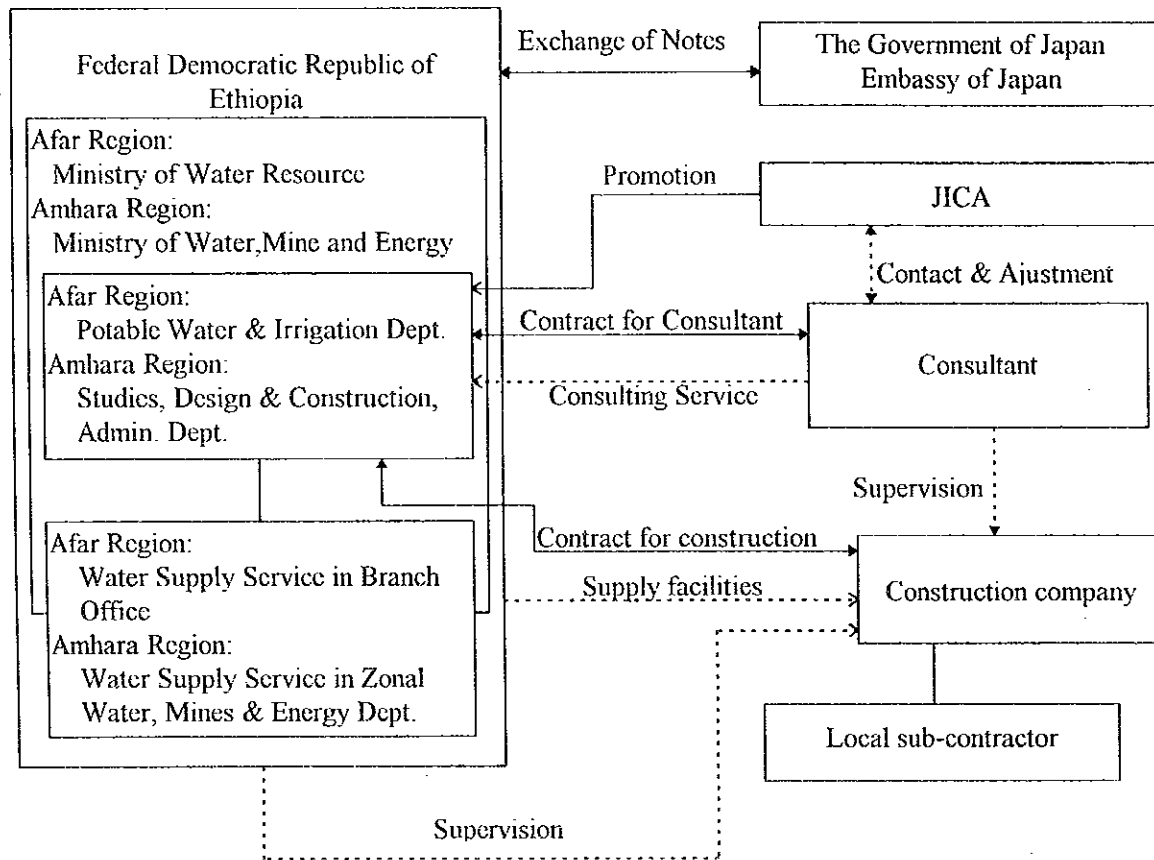 Federal Democratic Republic of
Ethiopia
Afar Region:
Ministry of Water Resource
Amhara Region:
Ministry of Water,Mine and Energy
Afar Region:
Potable Water & Irrigation Dept.
Amhara Region:
Studies, Design & Construction,
Admin. Dept.
Afar Region:
Water Supply Service in Branch
Office
Amhara Region:
Water Supply Service in Zonal
Water, Mines & Energy Dept.
Exchange of Notes
The Government of Japan
Embassy of Japan
Promotion
JICA
Contact & Ajustment
Contract for Consultant
Consultant
Consulting Service
Supervision
Contract for construction
Supply facilities
Construction company
Local sub-contractor
Supervision